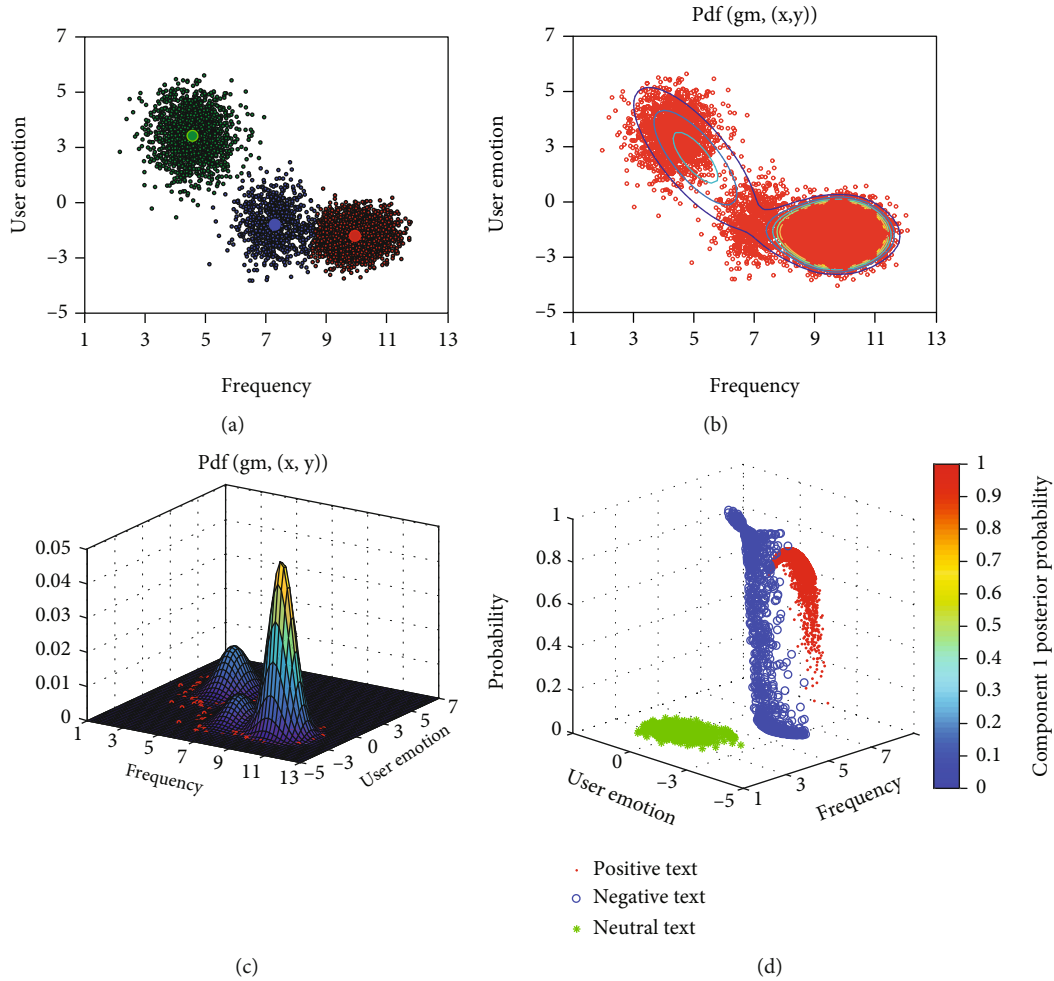 7
5
3
0
−3
−5
User emotion
1 3 5 7 9 11 13
Frequency
(a)
Pdf (gm, (x,y))
7
5
3
0
−3
−5
User emotion
1 3 5 7 9 11 13
Frequency
(b)
Pdf (gm, (x, y))
0.05
0.04
0.03
0.02
0.01
0
1 3 5 7 9 11 13
Frequency
−5 −3 0 3 5 7
User emotion
(c)
1
0.8
0.6
0.4
0.2
0
Probability
0 −3 −5
User emotion
1 3 5 7
Frequency
1
0.9
0.8
0.7
0.6
0.5
0.4
0.3
0.2
0.1
0
Component 1 posterior probability
Positive text
Negative text
Neutral text
(d)